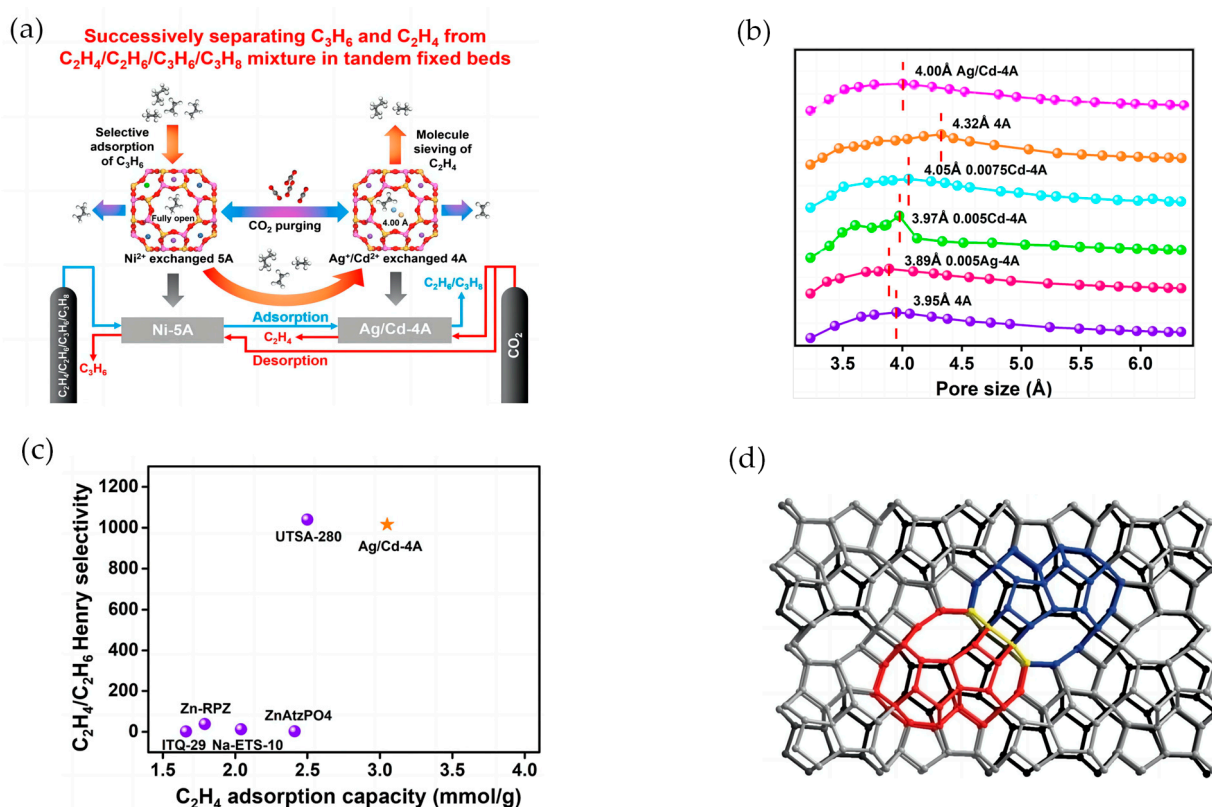 (a)
Successively separating C₃H₆ and C₂H₄ from
C₂H₄/C₂H₆/C₃H₆/C₃H₈ mixture in tandem fixed beds
Selective
adsorption
of C₃H₆
Molecule
sieving of
C₂H₄
Fully open
CO₂ purging
4.00 Å
Ni²⁺ exchanged 5A
Ag⁺/Cd²⁺ exchanged 4A
C₂H₄/C₂H₆/C₃H₆/C₃H₈
Ni-5A
Adsorption
C₂H₄
Ag/Cd-4A
C₂H₆/C₃H₈
Desorption
C₃H₆
CO₂
(b)
4.00Å Ag/Cd-4A
4.32Å 4A
4.05Å 0.0075Cd-4A
3.97Å 0.005Cd-4A
3.89Å 0.005Ag-4A
3.95Å 4A
3.5 4.0 4.5 5.0 5.5 6.0
Pore size (Å)
(c)
C₂H₄/C₂H₆ Henry selectivity
1200
1000
800
600
400
200
0
UTSA-280
Ag/Cd-4A
Zn-RPZ
ZnAtzPO4
ITQ-29 Na-ETS-10
1.5 2.0 2.5 3.0 3.5 4.0
C₂H₄ adsorption capacity (mmol/g)
(d)